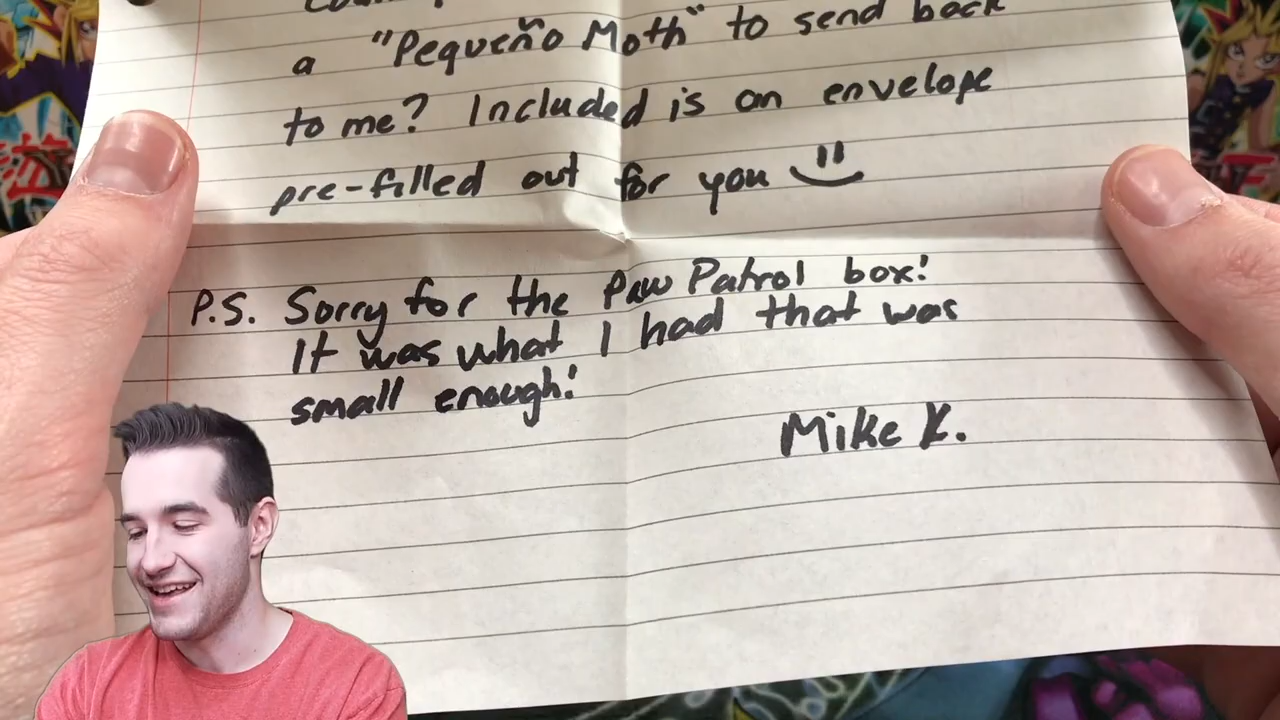 a "Pequeño Moth" to send back
to me? Included is an envelope
pre-filled out for you
P.S. Sorry for the Paw Patrol box!
It was what I had that was
small enough!
Mike K.